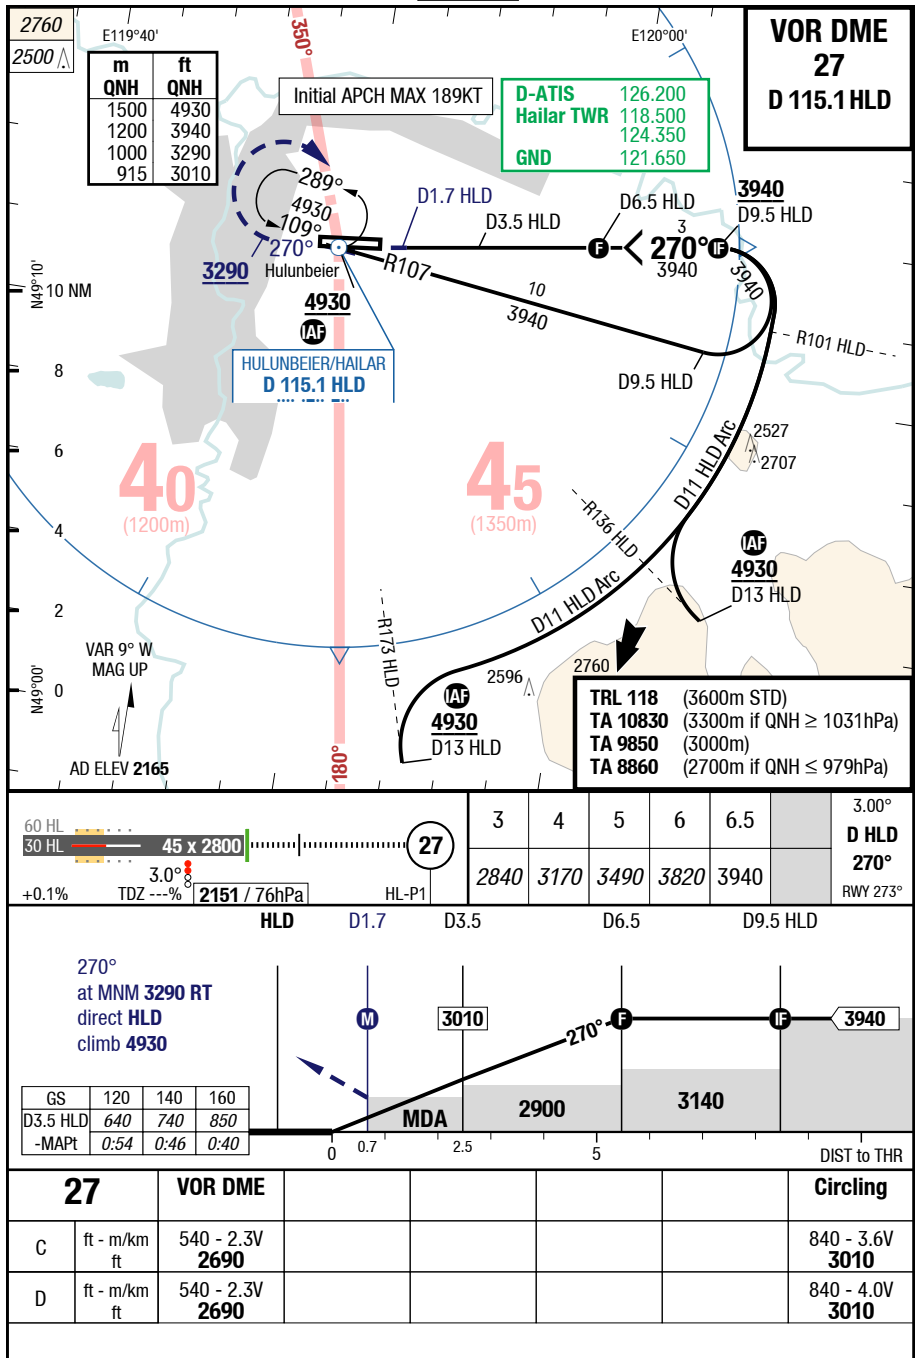 2760
2500
E119°40'
E120°00'
350°
VOR DME
27
D 115.1 HLD
m ft
QNH QNH
1500 4930
1200 3940
1000 3290
915 3010
Initial APCH MAX 189KT
D-ATIS 126.200
Hailar TWR 118.500
124.350
GND 121.650
289°
4930
109°
270°
3290
Hulunbeier
4930
IAF
D1.7 HLD
D3.5 HLD
D6.5 HLD
3940
D9.5 HLD
F
3
270°
3940
IF
3940
R107
10
3940
D9.5 HLD
R101 HLD
HULUNBEIER/HAILAR
D 115.1 HLD
N49°10'
10 NM
8
6
4
2
0
N49°00'
40
(1200m)
45
(1350m)
D11 HLD Arc
2527
2707
R136 HLD
IAF
4930
D13 HLD
D11 HLD Arc
R173 HLD
2596
2760
IAF
4930
D13 HLD
VAR 9° W
MAG UP
AD ELEV 2165
180°
TRL 118 (3600m STD)
TA 10830 (3300m if QNH ≥ 1031hPa)
TA 9850 (3000m)
TA 8860 (2700m if QNH ≤ 979hPa)
60 HL
30 HL
45 x 2800
27
3.0°
+0.1%
TDZ ---%
2151 / 76hPa
HL-P1
3 4 5 6 6.5
2840 3170 3490 3820 3940
3.00°
D HLD
270°
RWY 273°
HLD D1.7 D3.5 D6.5 D9.5 HLD
270°
at MNM 3290 RT
direct HLD
climb 4930
M
3010
270°
F
IF
3940
MDA
2900
3140
GS 120 140 160
D3.5 HLD 640 740 850
-MAPt 0:54 0:46 0:40
0 0.7 2.5 5 DIST to THR
27 VOR DME Circling
C ft - m/km 540 - 2.3V 840 - 3.6V
ft 2690 3010
D ft - m/km 540 - 2.3V 840 - 4.0V
ft 2690 3010